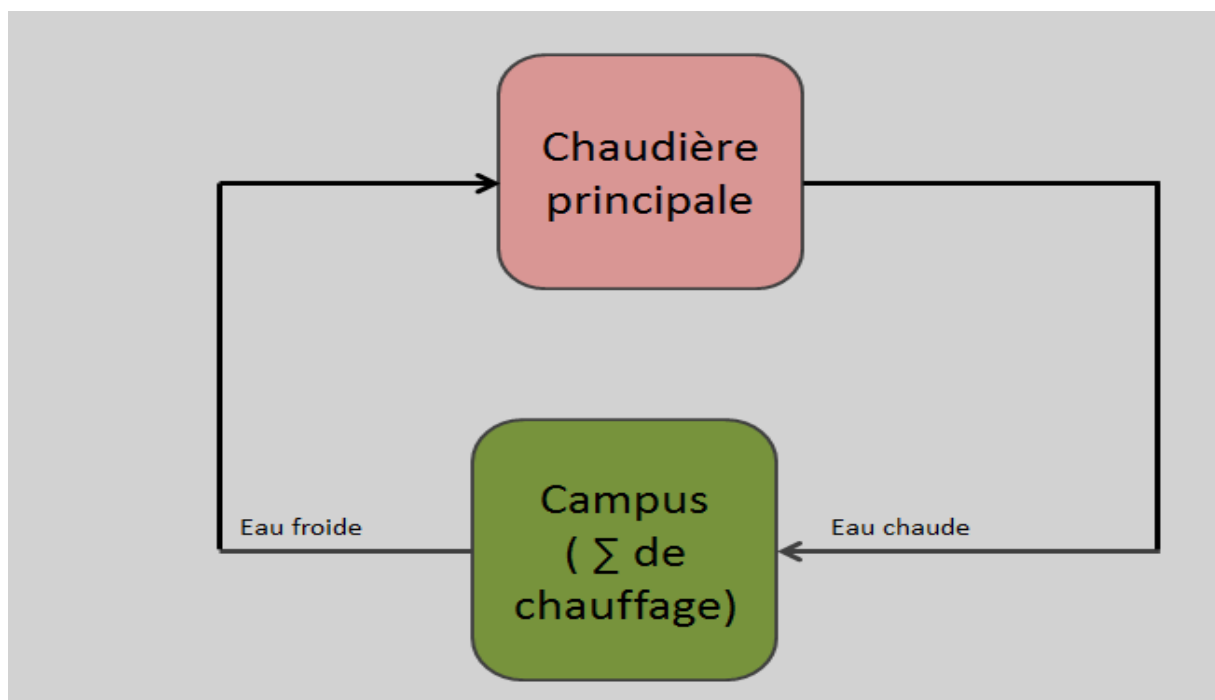 Chaudière
principale
Eau froide
Campus
( ∑ de
chauffage)
Eau chaude